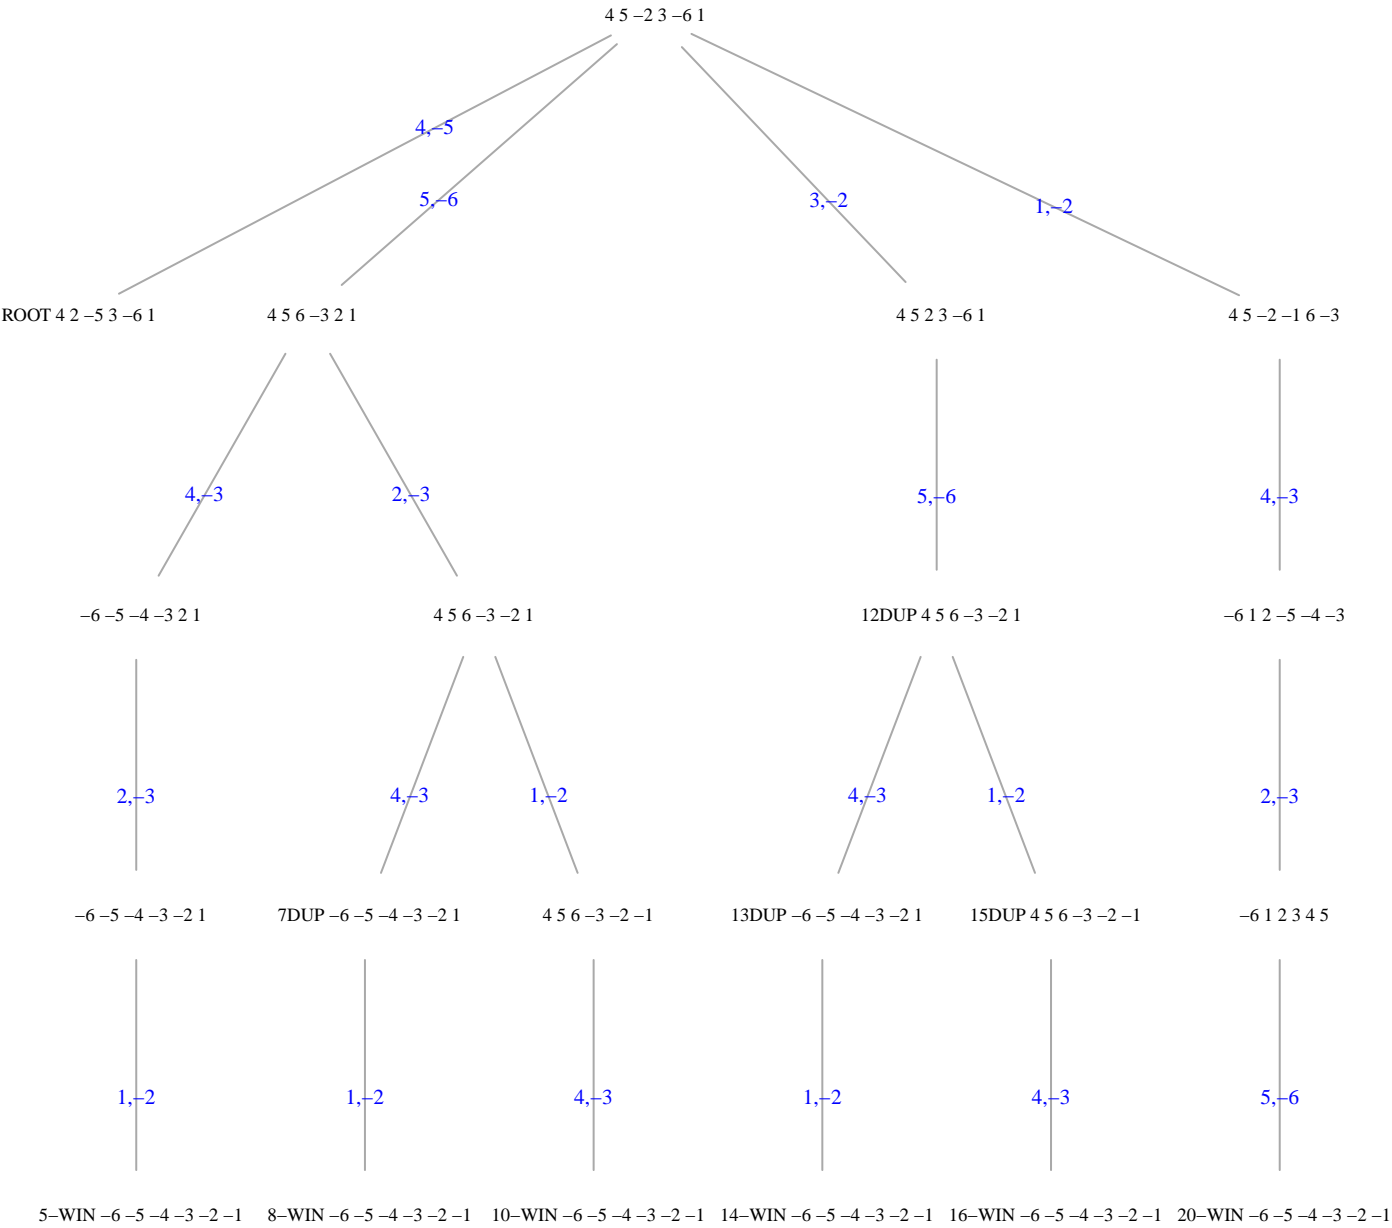 4 5 –2 3 –6 1
4,–5
5,–6
3,–2
1,–2
ROOT 4 2 –5 3 –6 1
4 5 6 –3 2 1
4 5 2 3 –6 1
4 5 –2 –1 6 –3
4,–3
2,–3
5,–6
4,–3
–6 –5 –4 –3 2 1
4 5 6 –3 –2 1
12DUP 4 5 6 –3 –2 1
–6 1 2 –5 –4 –3
2,–3
4,–3
1,–2
4,–3
1,–2
2,–3
–6 –5 –4 –3 –2 1
7DUP –6 –5 –4 –3 –2 1
4 5 6 –3 –2 –1
13DUP –6 –5 –4 –3 –2 1
15DUP 4 5 6 –3 –2 –1
–6 1 2 3 4 5
1,–2
1,–2
4,–3
1,–2
4,–3
5,–6
5–WIN –6 –5 –4 –3 –2 –1
8–WIN –6 –5 –4 –3 –2 –1
10–WIN –6 –5 –4 –3 –2 –1
14–WIN –6 –5 –4 –3 –2 –1
16–WIN –6 –5 –4 –3 –2 –1
20–WIN –6 –5 –4 –3 –2 –1